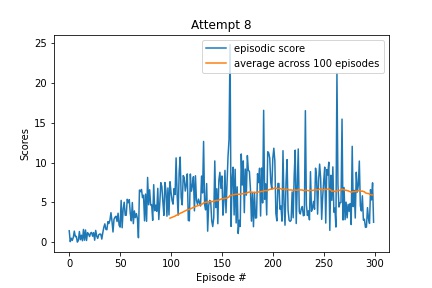 Attempt 8
episodic score
average across 100 episodes
Scores
25
20
15
10
5
0
0 50 100 150 200 250 300
Episode #